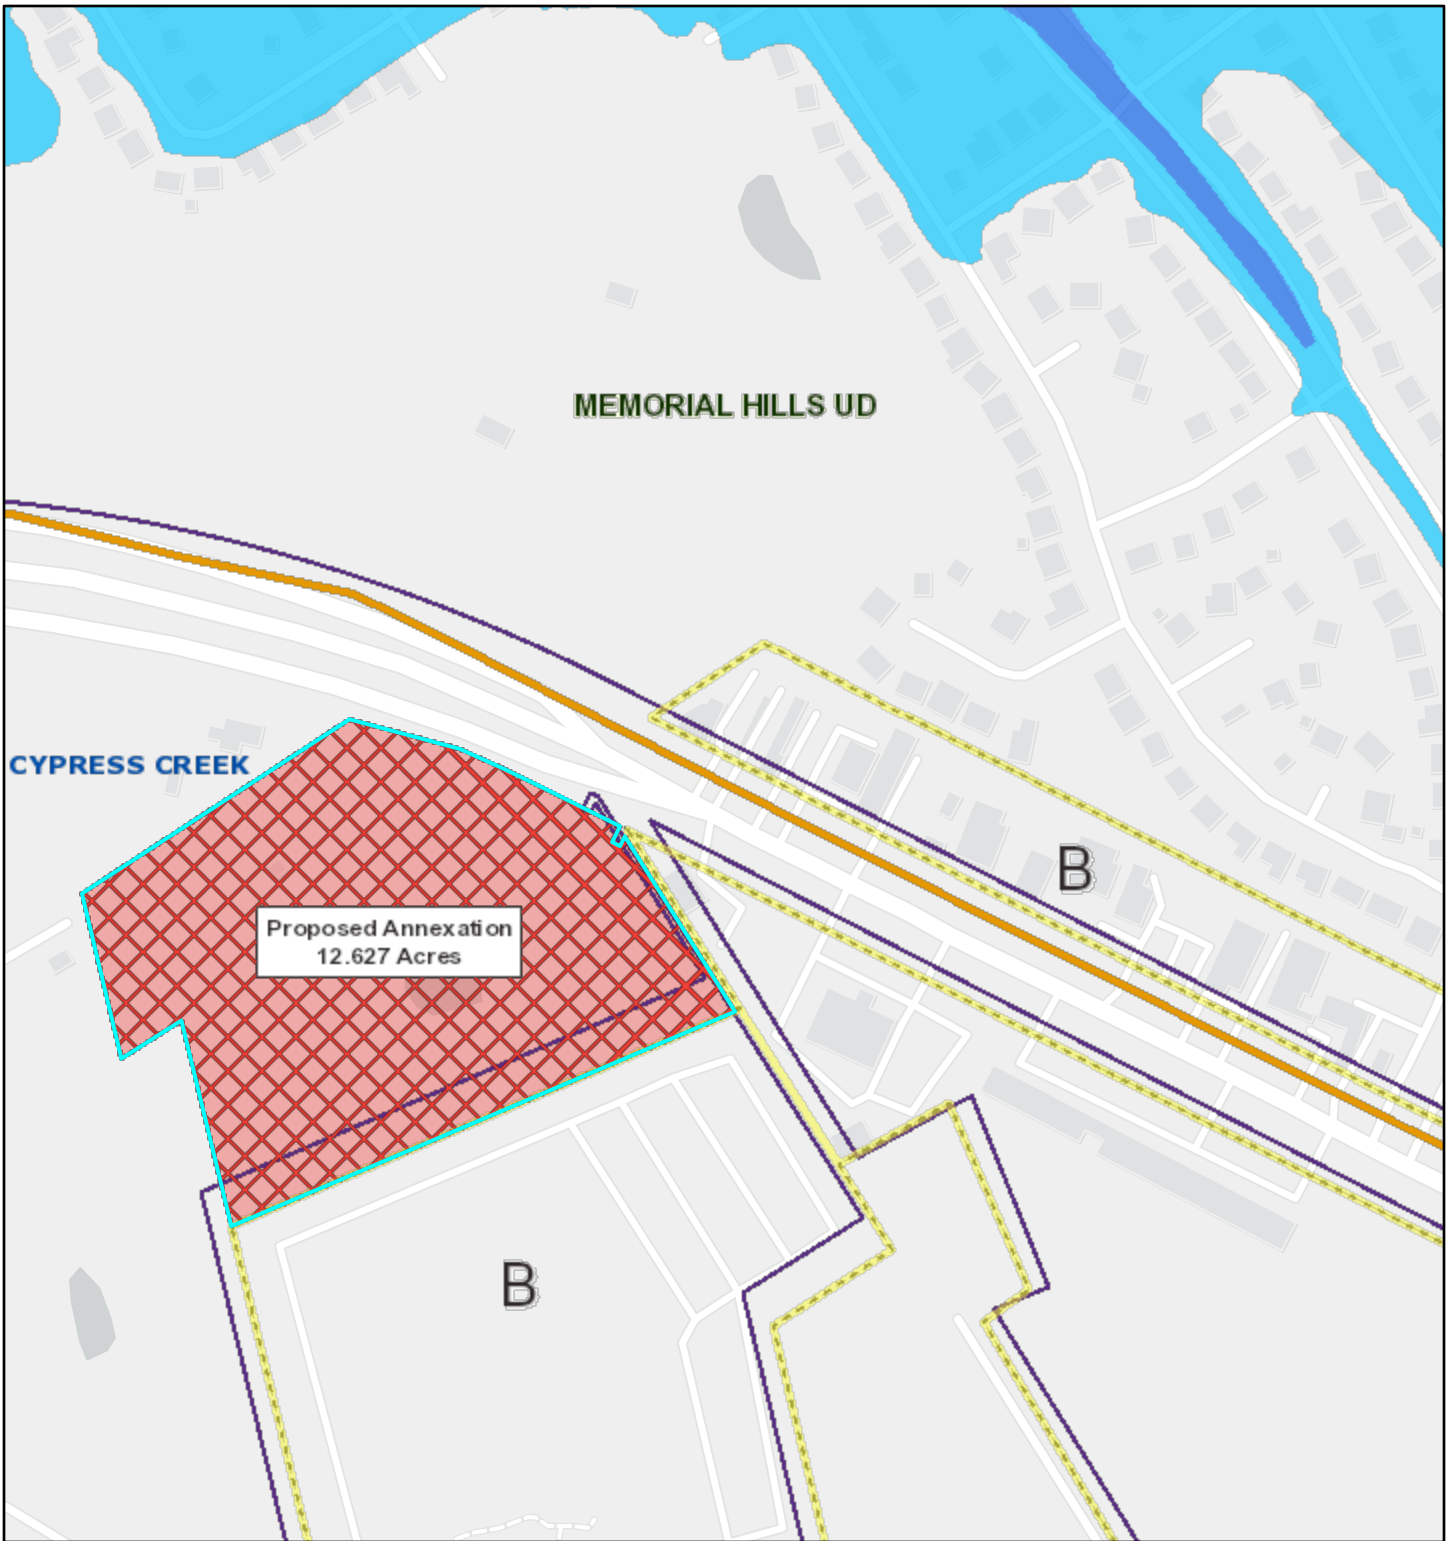 MEMORIAL HILLS UD
CYPRESS CREEK
B
Proposed Annexation
12.627 Acres
B